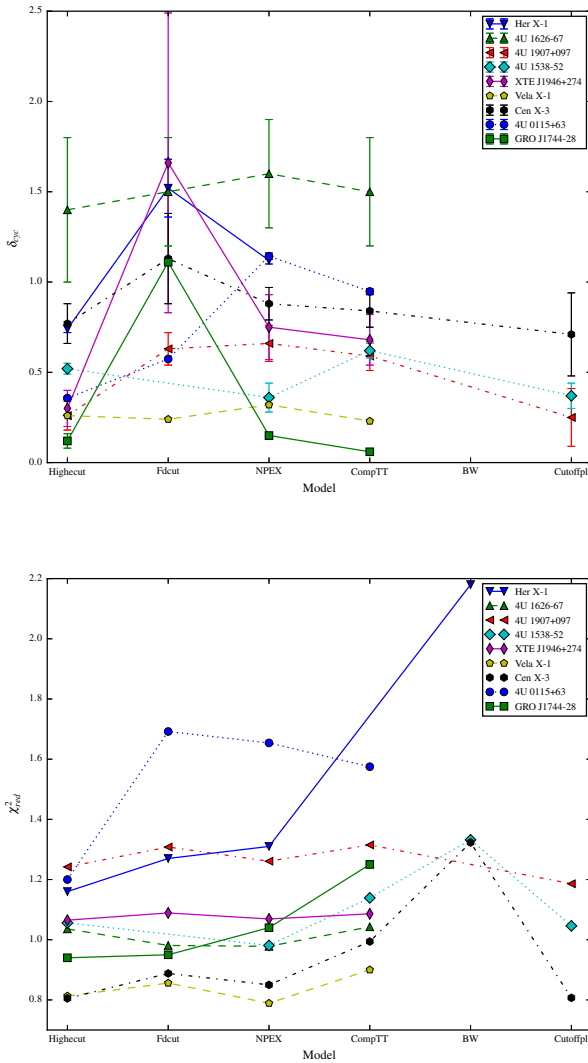 2.5
2.0
1.5
1.0
0.5
0.0
δcyc
Her X-1
4U 1626-67
4U 1907+097
4U 1538-52
XTE J1946+274
Vela X-1
Cen X-3
4U 0115+63
GRO J1744-28
Highecut Fdcut NPEX CompTT BW Cutoffpl
Model
2.2
2.0
1.8
1.6
1.4
1.2
1.0
0.8
χ²red
Her X-1
4U 1626-67
4U 1907+097
4U 1538-52
XTE J1946+274
Vela X-1
Cen X-3
4U 0115+63
GRO J1744-28
Highecut Fdcut NPEX CompTT BW Cutoffpl
Model